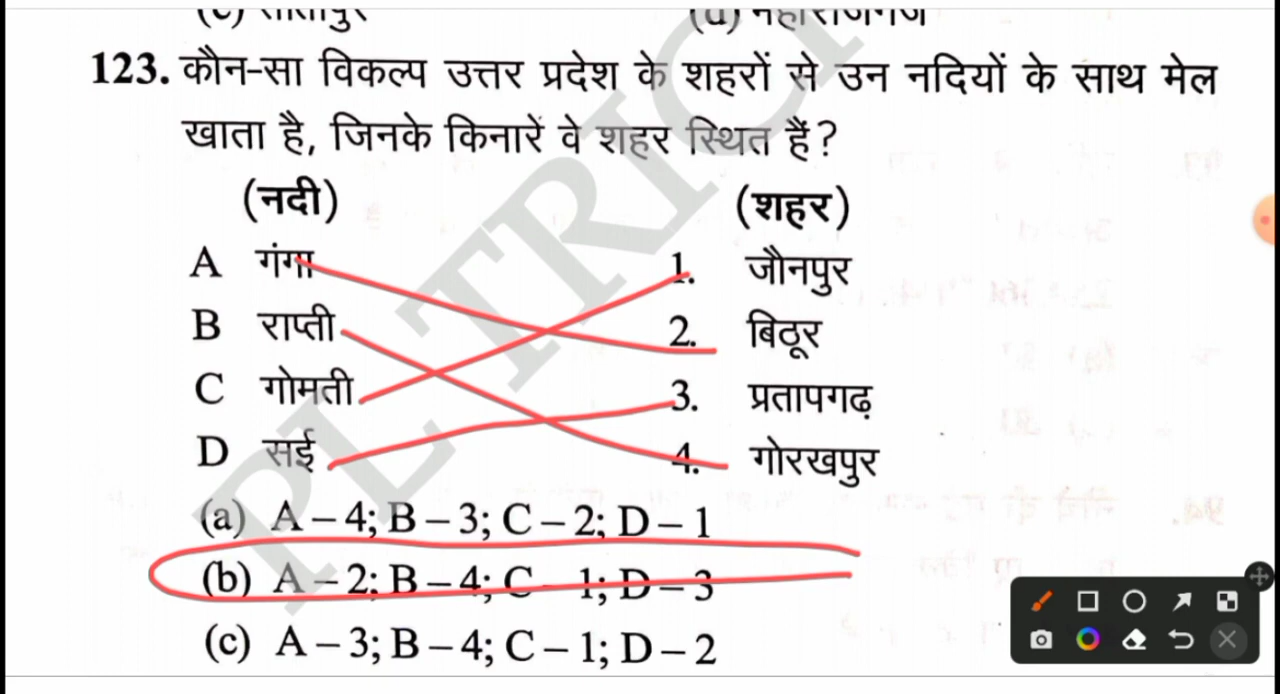 123. कौन-सा विकल्प उत्तर प्रदेश के शहरों से उन नदियों के साथ मेल
खाता है, जिनके किनारें वे शहर स्थित हैं?
(नदी) (शहर)
A गंगा 1. जौनपुर
B राप्ती 2. बिठूर
C गोमती 3. प्रतापगढ़
D सई 4. गोरखपुर
(a) A – 4; B – 3; C – 2; D – 1
(b) A – 2; B – 4; C – 1; D – 3
(c) A – 3; B – 4; C – 1; D – 2